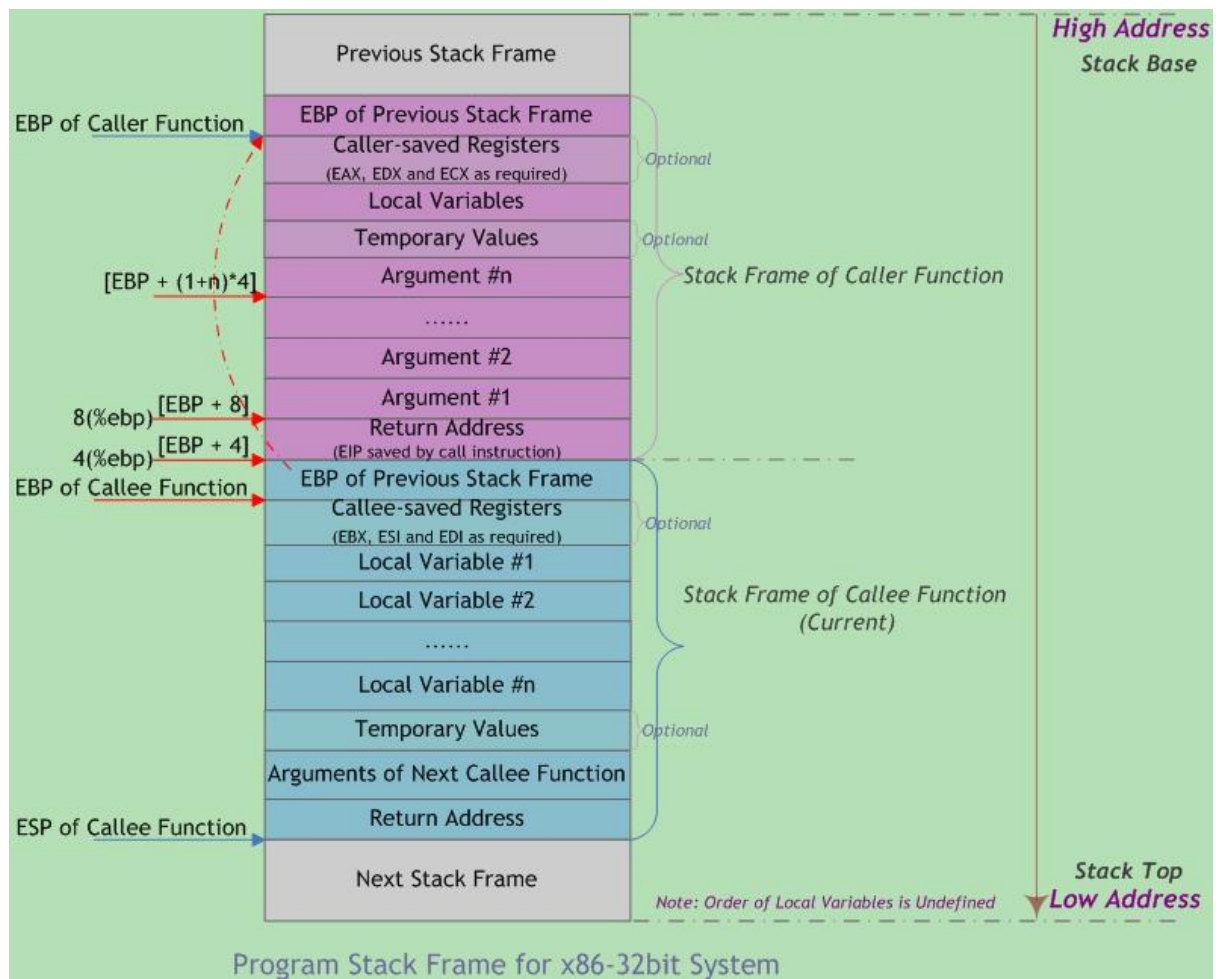 High Address
Previous Stack Frame
Stack Base
EBP of Previous Stack Frame
EBP of Caller Function
Caller-saved Registers
Optional
(EAX, EDX and ECX as required)
Local Variables
Temporary Values
Optional
Argument #n
Stack Frame of Caller Function
[EBP + (1+n)*4]
......
Argument #2
Argument #1
8(%ebp) [EBP + 8]
Return Address
4(%ebp) [EBP + 4]
(EIP saved by call instruction)
EBP of Previous Stack Frame
EBP of Callee Function
Callee-saved Registers
Optional
(EBX, ESI and EDI as required)
Local Variable #1
Local Variable #2
Stack Frame of Callee Function
(Current)
......
Local Variable #n
Temporary Values
Optional
Arguments of Next Callee Function
Return Address
ESP of Callee Function
Next Stack Frame
Stack Top
Note: Order of Local Variables is Undefined
Low Address
Program Stack Frame for x86-32bit System